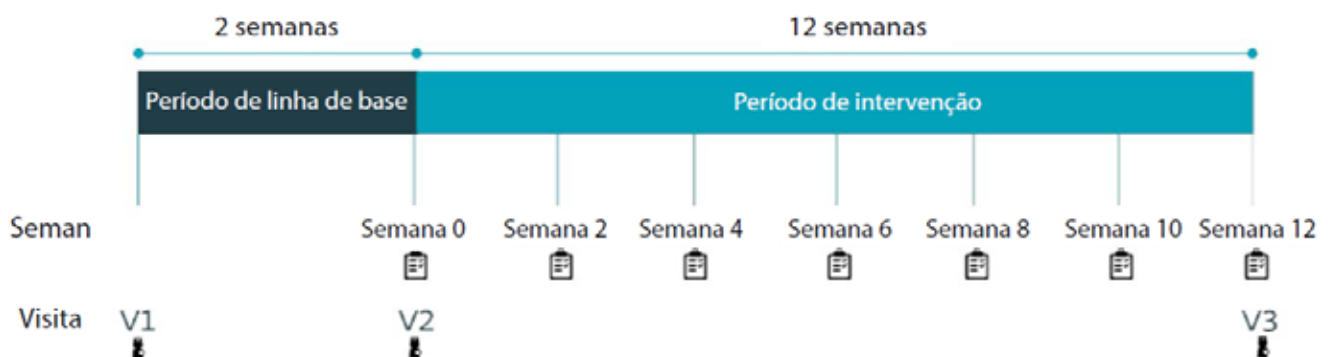 2 semanas 12 semanas
Período de linha de base Período de intervenção
Seman Semana 0 Semana 2 Semana 4 Semana 6 Semana 8 Semana 10 Semana 12
Visita V1 V2 V3